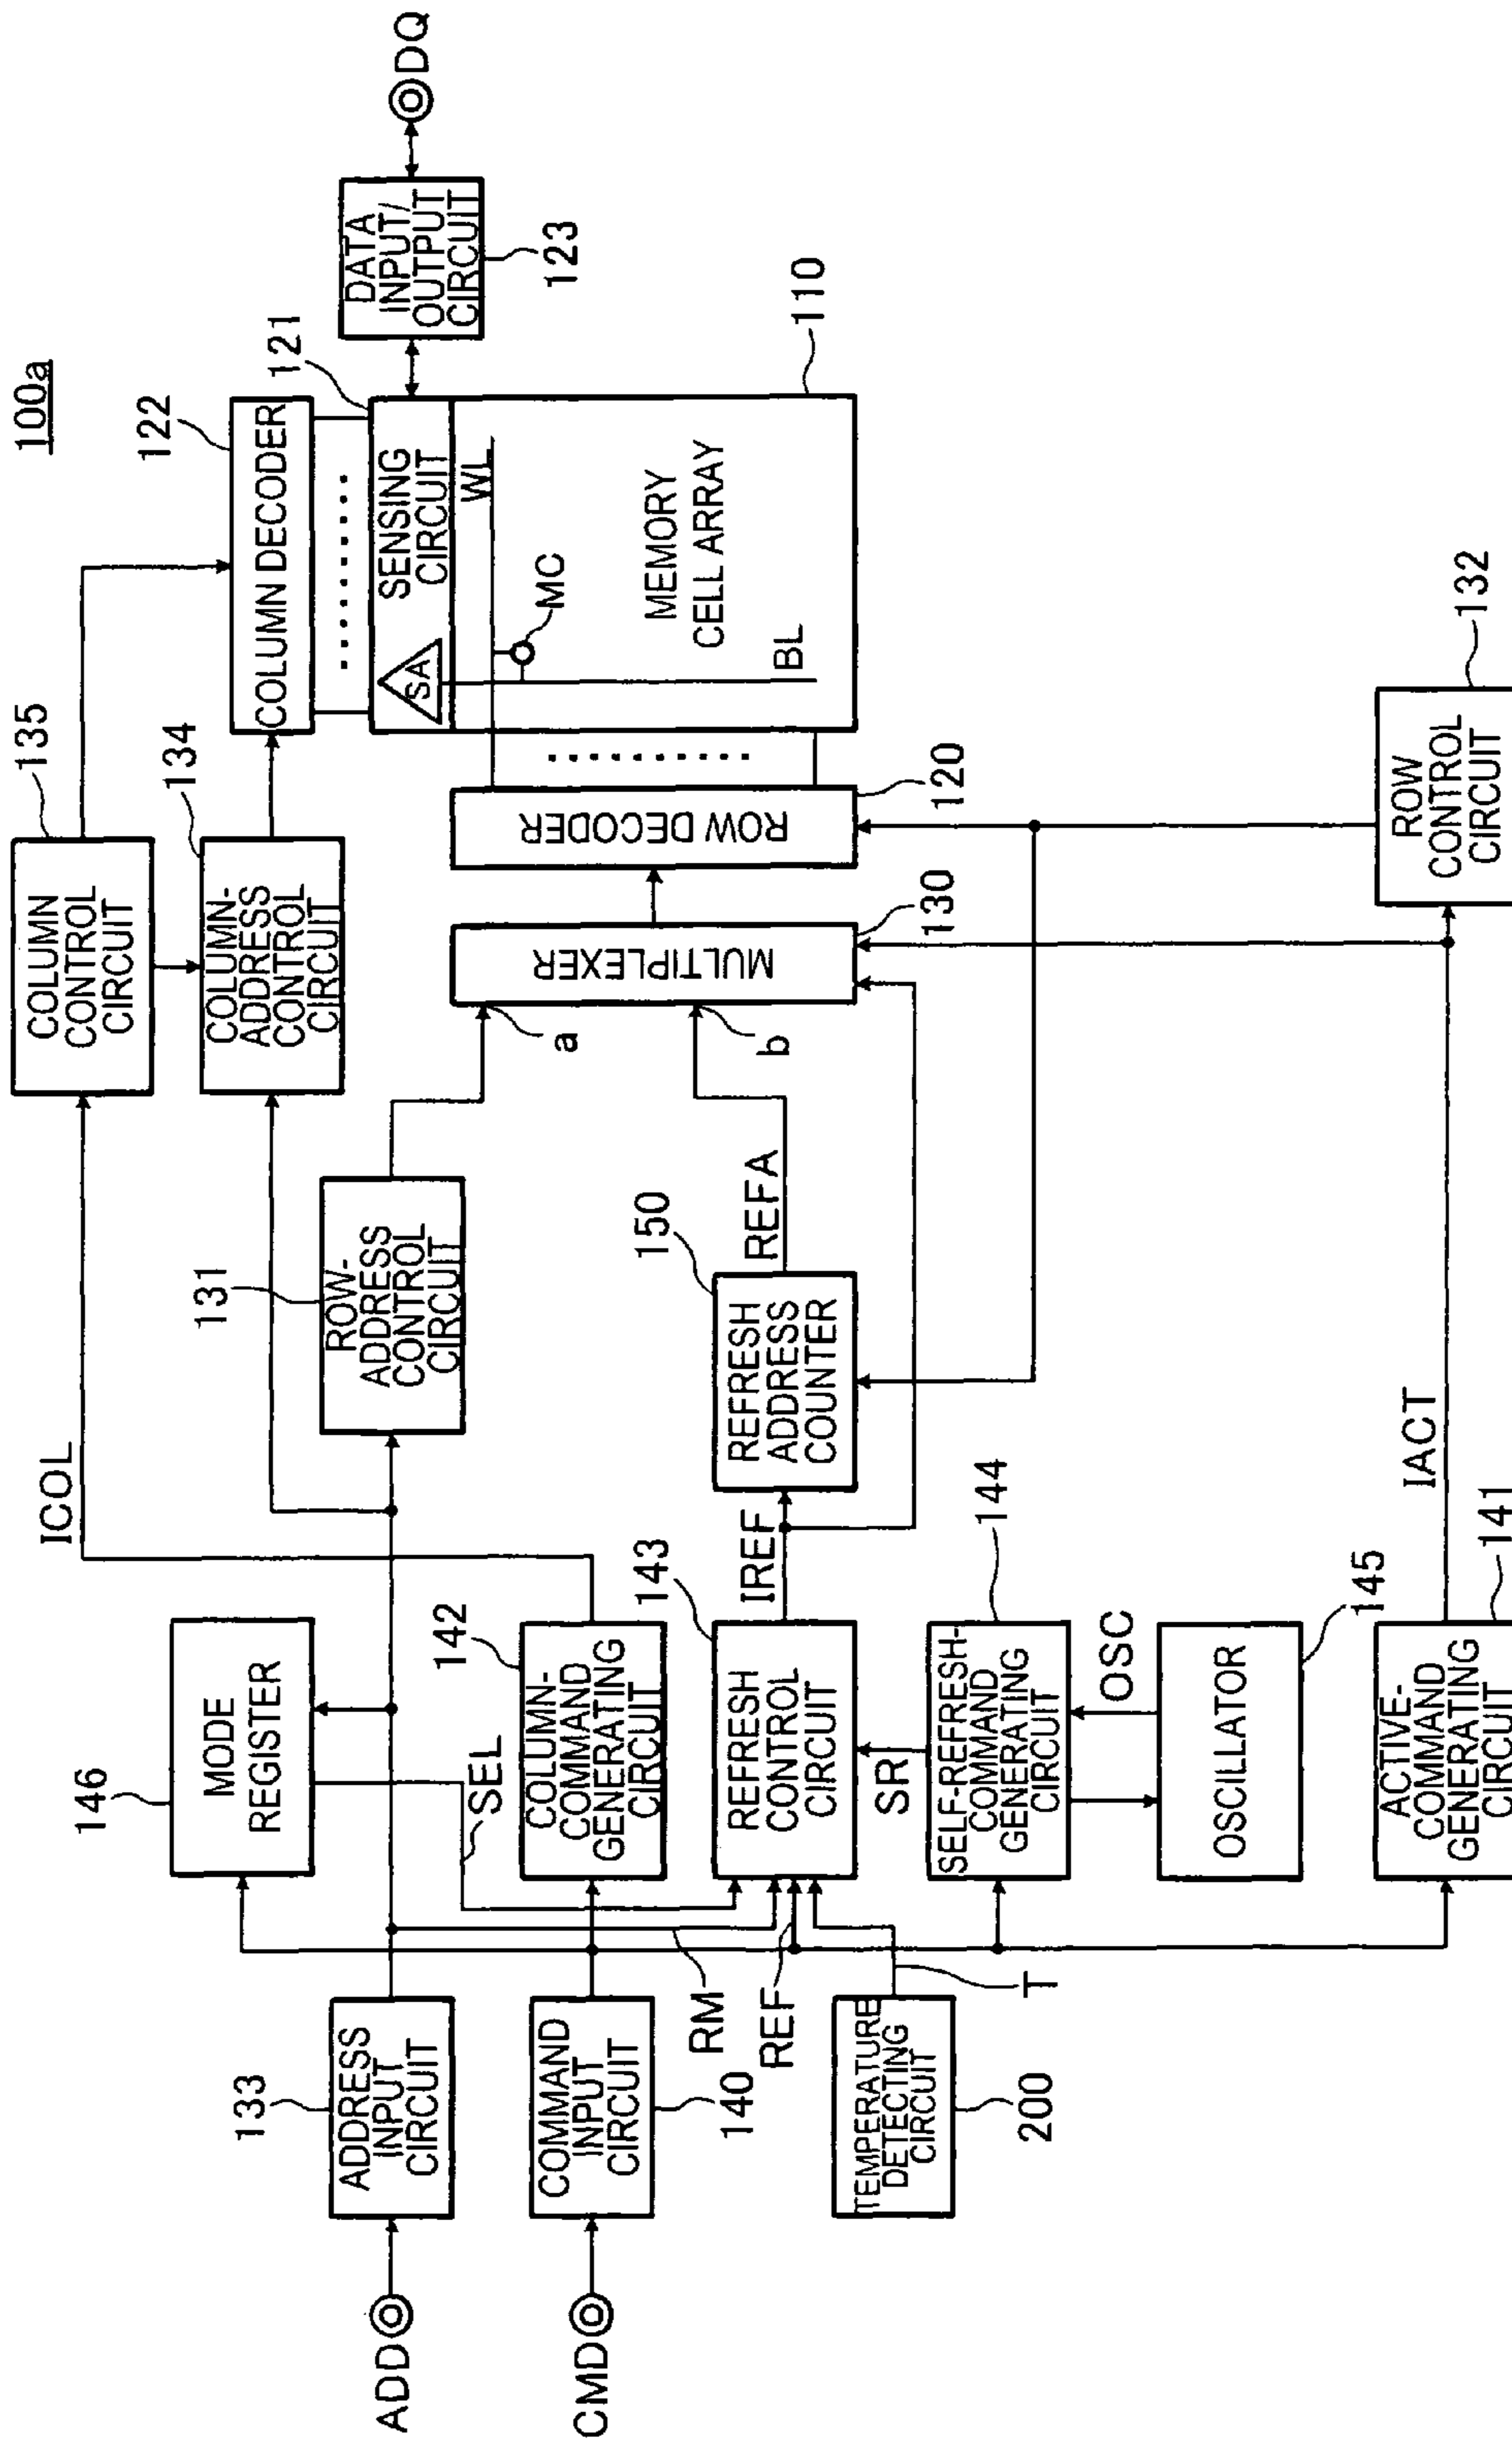 100a
ICOL
135
COLUMN
CONTROL
CIRCUIT
122
COLUMN DECODER
134
COLUMN-
ADDRESS
CONTROL
CIRCUIT
146
MODE
REGISTER
SEL
131
ROW-
ADDRESS
CONTROL
CIRCUIT
121
SENSING
CIRCUIT
SA
WL
MC
BL
MEMORY
CELL ARRAY
110
DATA
INPUT/
OUTPUT
CIRCUIT
123
DQ
ADD
133
ADDRESS
INPUT
CIRCUIT
CMD
COMMAND
INPUT
CIRCUIT
140
142
COLUMN-
COMMAND
GENERATING
CIRCUIT
RM
REF
143
REFRESH
CONTROL
CIRCUIT
IREF
150
REFRESH
ADDRESS
COUNTER
REFA
a
b
MULTIPLEXER
130
ROW DECODER
120
TEMPERATURE
DETECTING
CIRCUIT
200
T
SR
144
SELF-REFRESH-
COMMAND
GENERATING
CIRCUIT
OSC
OSCILLATOR
145
ACTIVE-
COMMAND
GENERATING
CIRCUIT
141
IACT
ROW
CONTROL
CIRCUIT
132